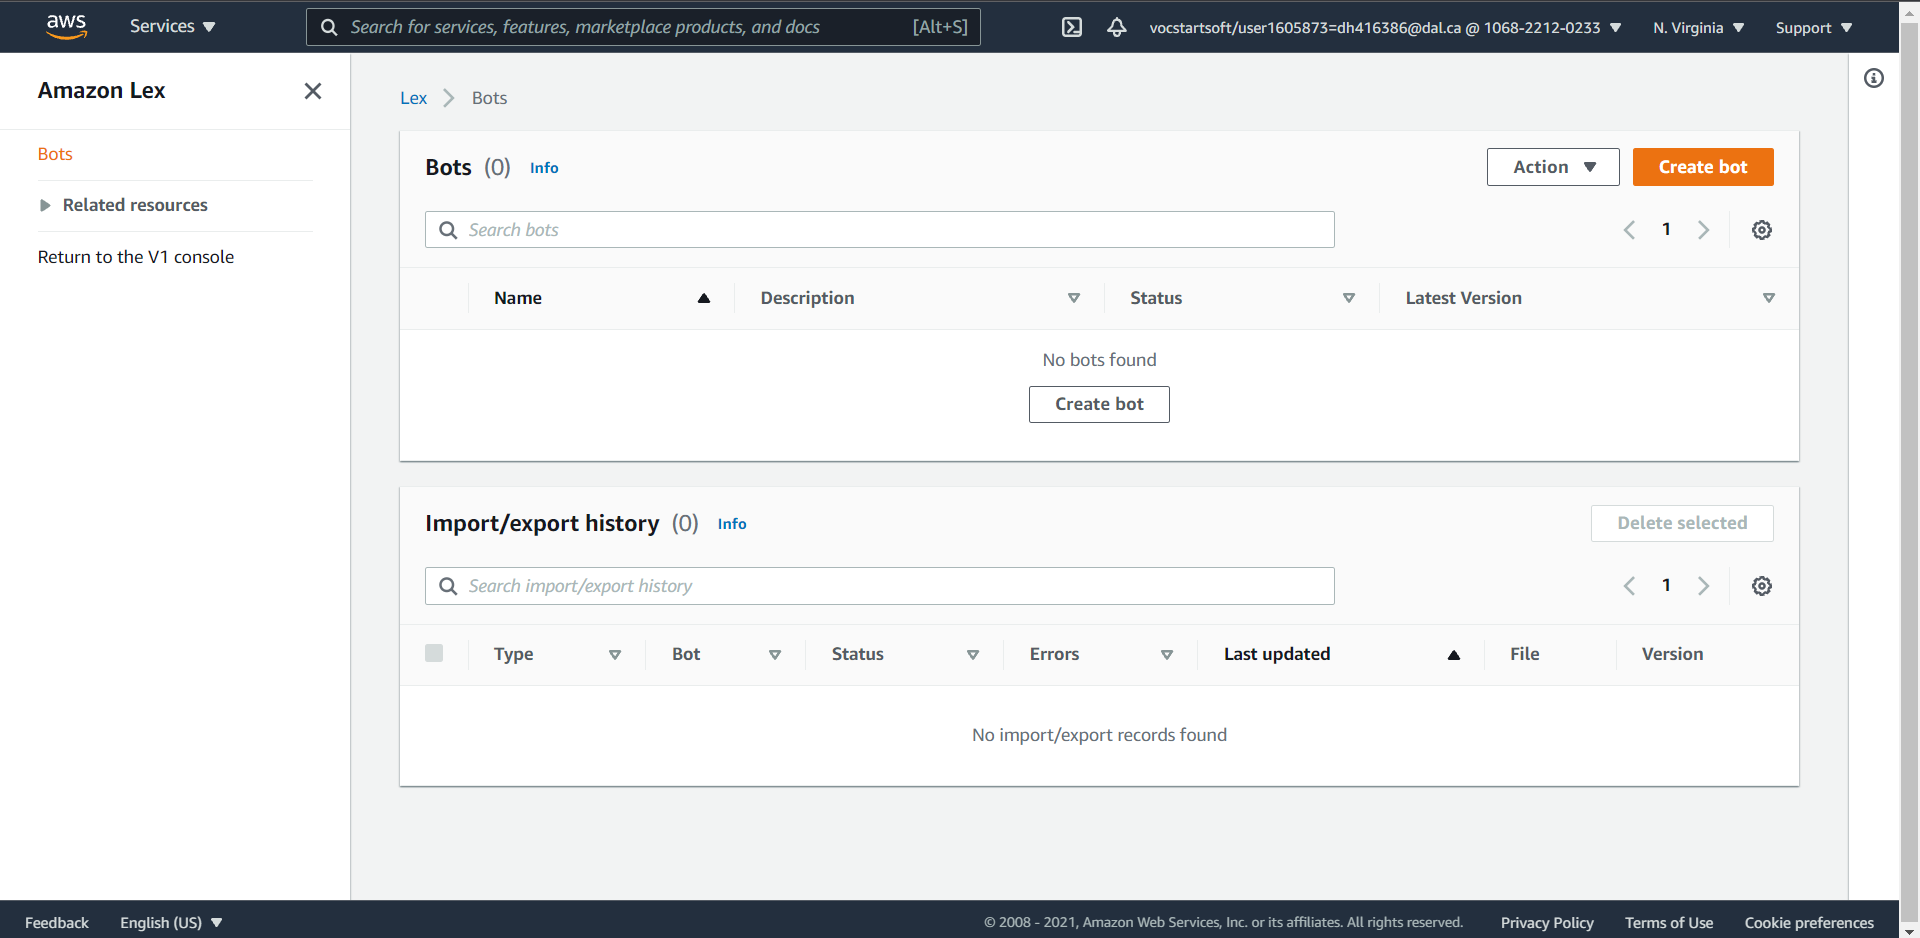 aws
Services
Search for services, features, marketplace products, and docs [Alt+S]
vocstartsoft/user1605873=dh416386@dal.ca @ 1068-2212-0233
N. Virginia
Support
Amazon Lex
Bots
Related resources
Return to the V1 console
Lex Bots
Bots (0) Info
Action
Create bot
Search bots
1
Name Description Status Latest Version
No bots found
Create bot
Import/export history (0) Info
Delete selected
Search import/export history
1
Type Bot Status Errors Last updated File Version
No import/export records found
Feedback English (US) © 2008 - 2021, Amazon Web Services, Inc. or its affiliates. All rights reserved. Privacy Policy Terms of Use Cookie preferences